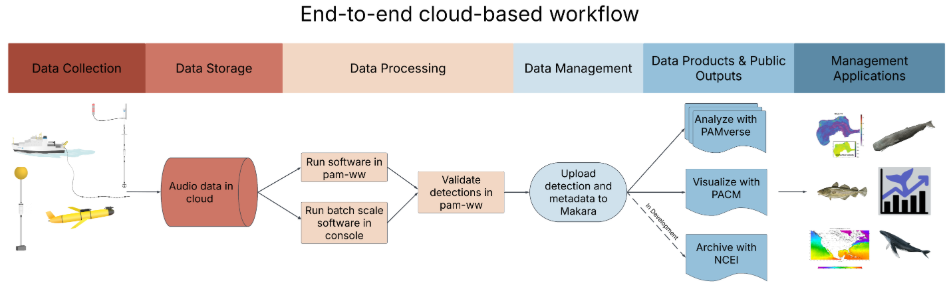 End-to-end cloud-based workflow
Data Collection
Data Storage
Data Processing
Data Management
Data Products & Public
Outputs
Management
Applications
Audio data in
cloud
Run software in
pam-ww
Run batch scale
software in
console
Validate
detections in
pam-ww
Upload
detection and
metadata to
Makara
In Development
Analyze with
PAMverse
Visualize with
PACM
Archive with
NCEI